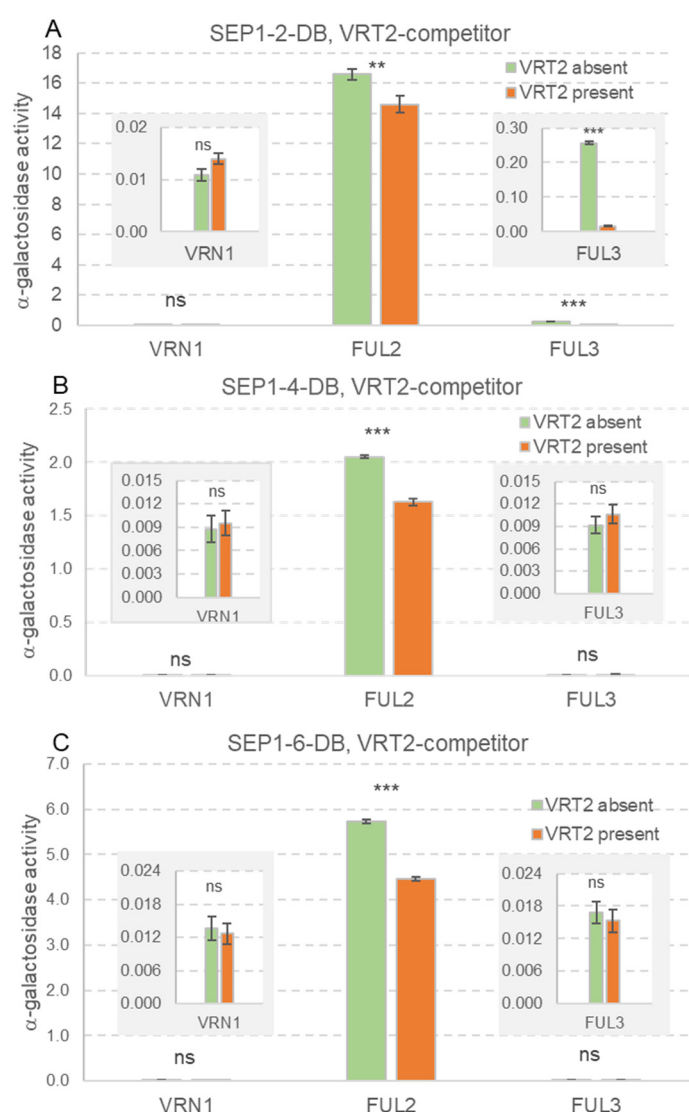 A
SEP1-2-DB, VRT2-competitor
α-galactosidase activity
18
16
14
12
10
8
6
4
2
0
**
VRT2 absent
VRT2 present
0.02
0.01
0.00
ns
VRN1
0.30
0.20
0.10
0.00
***
FUL3
ns
***
VRN1 FUL2 FUL3
B
SEP1-4-DB, VRT2-competitor
α-galactosidase activity
2.5
2.0
1.5
1.0
0.5
0.0
***
VRT2 absent
VRT2 present
0.015
0.012
0.009
0.006
0.003
0.000
ns
VRN1
0.015
0.012
0.009
0.006
0.003
0.000
ns
FUL3
ns
ns
VRN1 FUL2 FUL3
C
SEP1-6-DB, VRT2-competitor
α-galactosidase activity
7.0
6.0
5.0
4.0
3.0
2.0
1.0
0.0
***
VRT2 absent
VRT2 present
0.024
0.018
0.012
0.006
0.000
ns
VRN1
0.024
0.018
0.012
0.006
0.000
ns
FUL3
ns
ns
VRN1 FUL2 FUL3